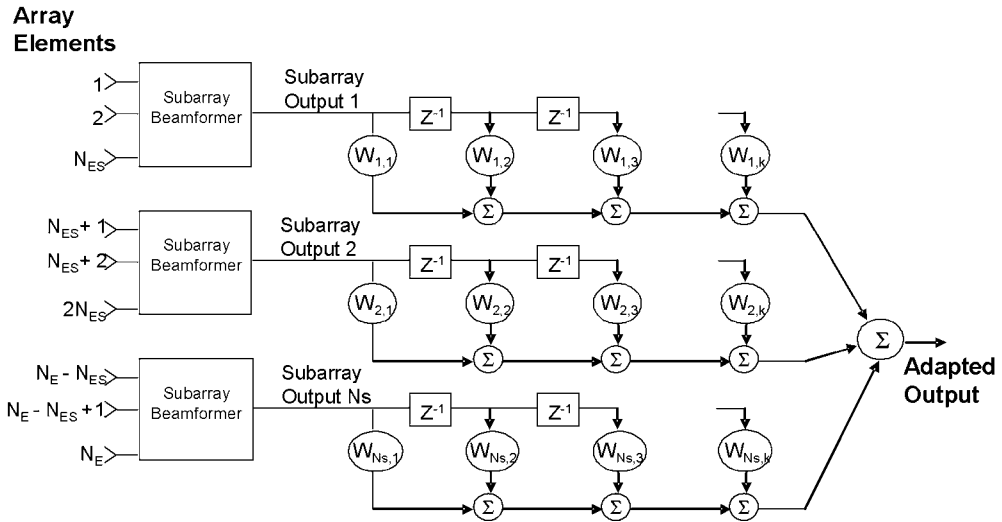 Array
Elements
1
2
N_ES
Subarray
Beamformer
Subarray
Output 1
Z⁻¹
Z⁻¹
W_1,1
W_1,2
W_1,3
W_1,k
Σ
Σ
Σ
N_ES + 1
N_ES + 2
2N_ES
Subarray
Beamformer
Subarray
Output 2
Z⁻¹
Z⁻¹
W_2,1
W_2,2
W_2,3
W_2,k
Σ
Σ
Σ
Σ
Adapted
Output
N_E - N_ES
N_E - N_ES + 1
N_E
Subarray
Beamformer
Subarray
Output Ns
Z⁻¹
Z⁻¹
W_Ns,1
W_Ns,2
W_Ns,3
W_Ns,k
Σ
Σ
Σ